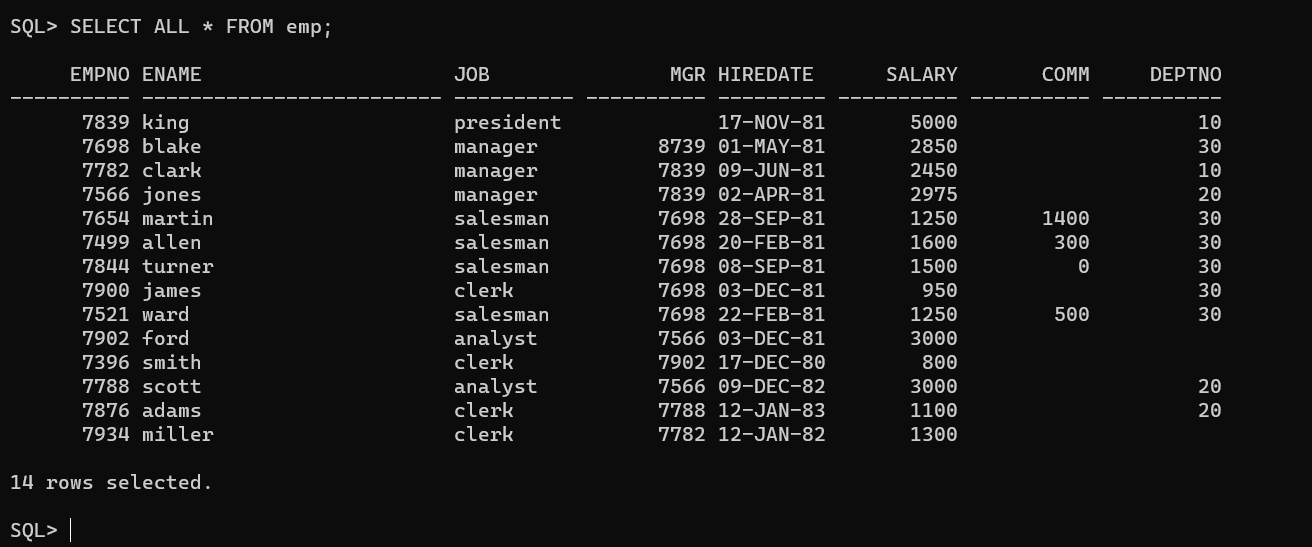 SQL> SELECT ALL * FROM emp;
     EMPNO ENAME                     JOB               MGR HIREDATE      SALARY       COMM     DEPTNO
---------- ------------------------- ---------- ---------- --------- ---------- ---------- ----------
      7839 king                      president             17-NOV-81       5000                    10
      7698 blake                     manager          8739 01-MAY-81       2850                    30
      7782 clark                     manager          7839 09-JUN-81       2450                    10
      7566 jones                     manager          7839 02-APR-81       2975                    20
      7654 martin                    salesman         7698 28-SEP-81       1250       1400         30
      7499 allen                     salesman         7698 20-FEB-81       1600        300         30
      7844 turner                    salesman         7698 08-SEP-81       1500          0         30
      7900 james                     clerk            7698 03-DEC-81        950                    30
      7521 ward                      salesman         7698 22-FEB-81       1250        500         30
      7902 ford                      analyst          7566 03-DEC-81       3000
      7396 smith                     clerk            7902 17-DEC-80        800
      7788 scott                     analyst          7566 09-DEC-82       3000                    20
      7876 adams                     clerk            7788 12-JAN-83       1100                    20
      7934 miller                    clerk            7782 12-JAN-82       1300
14 rows selected.
SQL>